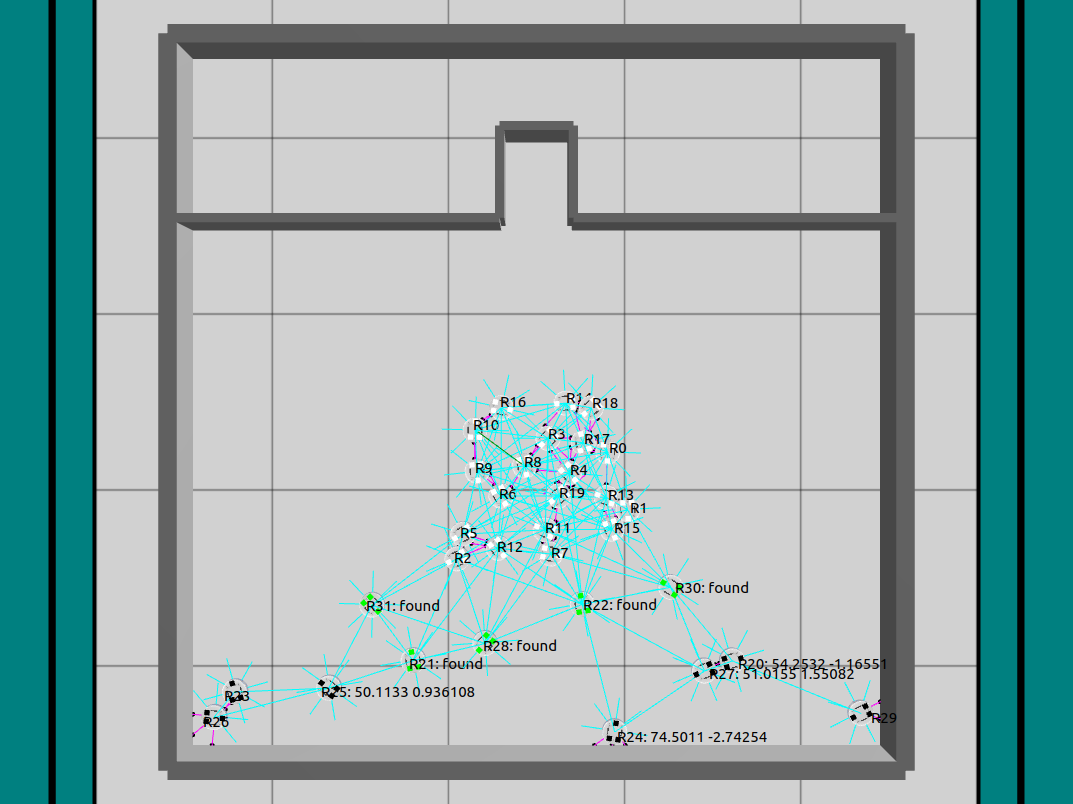 R16
R14
R18
R10
R3
R17
R0
R9
R8
R4
R6
R19
R13
R1
R5
R11
R15
R12
R2
R7
R30: found
R31: found
R22: found
R28: found
R21: found
R20: 54.2532 -1.16551
R27: 51.0155 1.55082
R23
R25: 50.1133 0.936108
R26
R29
R24: 74.5011 -2.74254